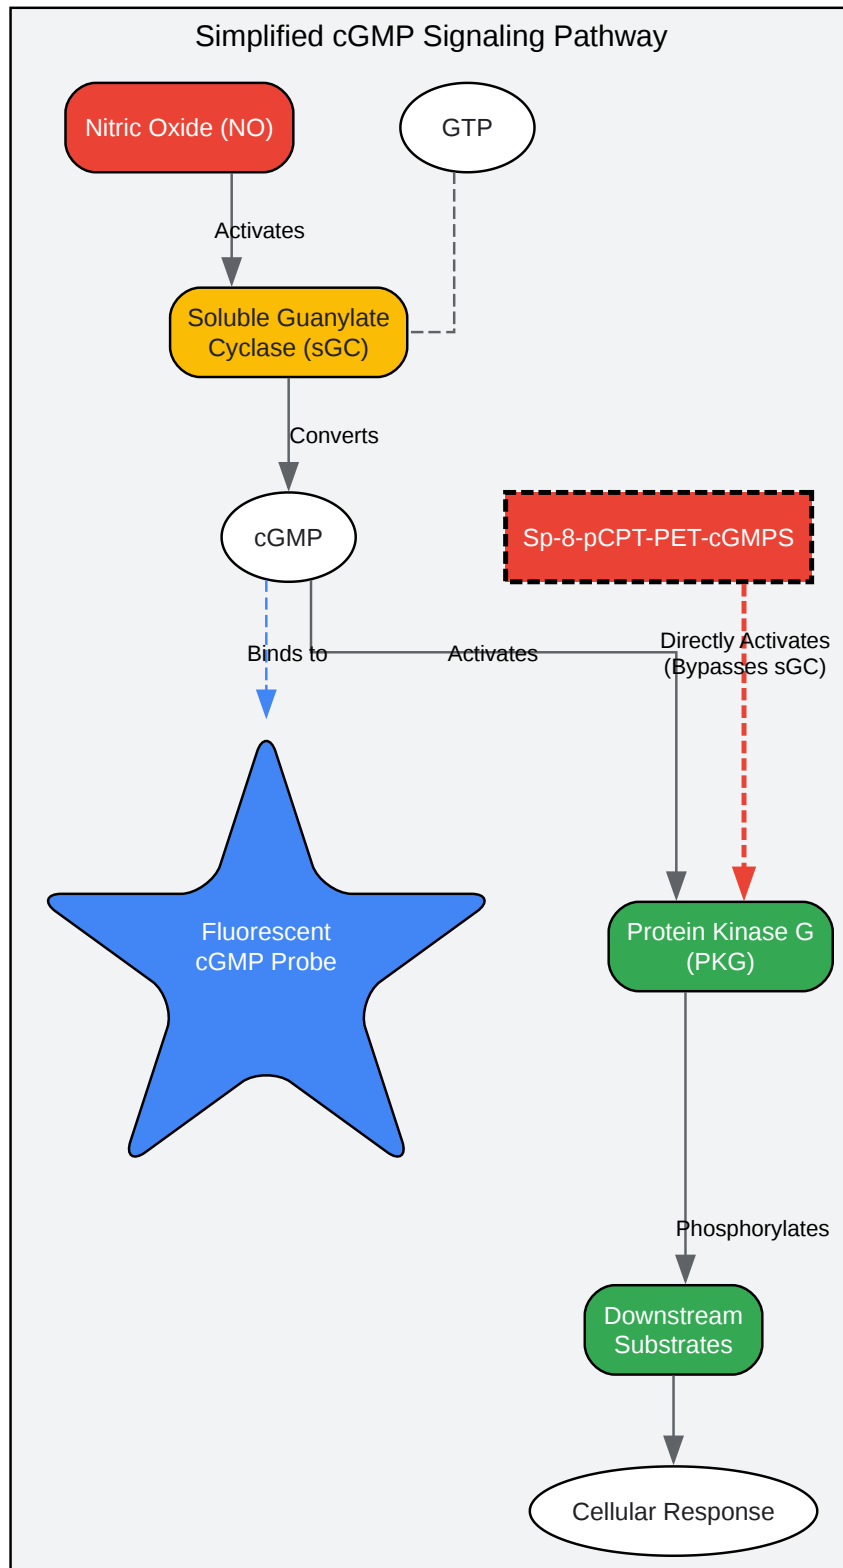 Simplified cGMP Signaling Pathway
Nitric Oxide (NO)
GTP
Activates
Soluble Guanylate
Cyclase (sGC)
Converts
cGMP
Sp-8-pCPT-PET-cGMPS
Binds to
Activates
Directly Activates
(Bypasses sGC)
Fluorescent
cGMP Probe
Protein Kinase G
(PKG)
Phosphorylates
Downstream
Substrates
Cellular Response